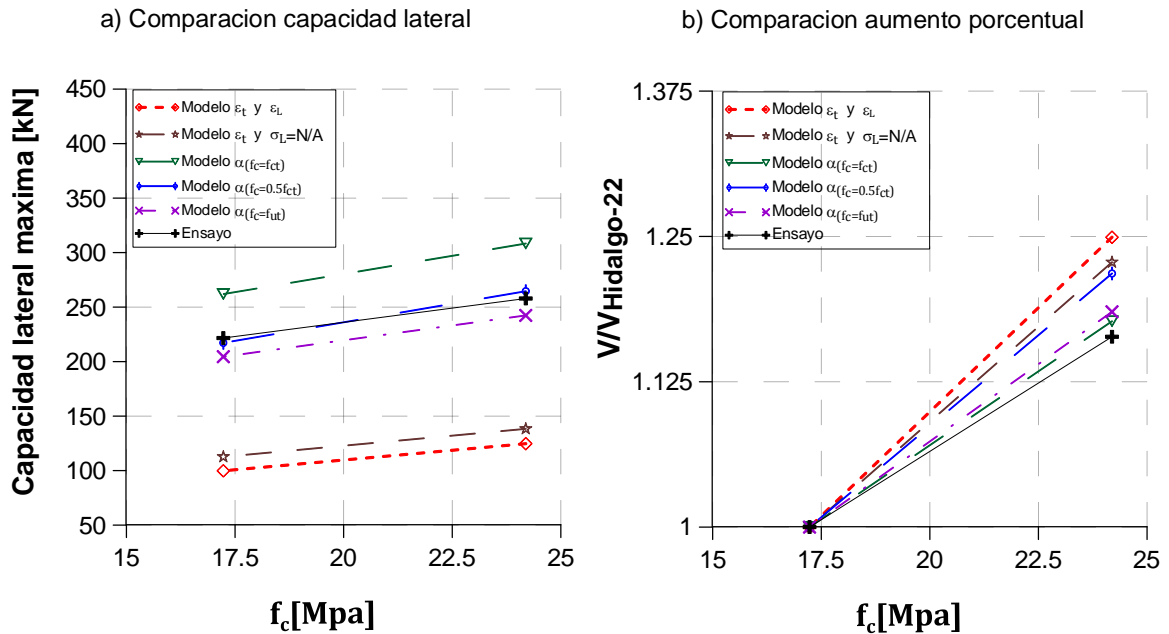 a) Comparacion capacidad lateral
Capacidad lateral maxima [kN]
450
400
350
300
250
200
150
100
50
Modelo εt y εL
Modelo εt y σL=N/A
Modelo α(fc=fct)
Modelo α(fc=0.5fct)
Modelo α(fc=fut)
Ensayo
15 17.5 20 22.5 25
fc[Mpa]
b) Comparacion aumento porcentual
V/VHidalgo-22
1.375
1.25
1.125
1
Modelo εt y εL
Modelo εt y σL=N/A
Modelo α(fc=fct)
Modelo α(fc=0.5fct)
Modelo α(fc=fut)
Ensayo
15 17.5 20 22.5 25
fc[Mpa]